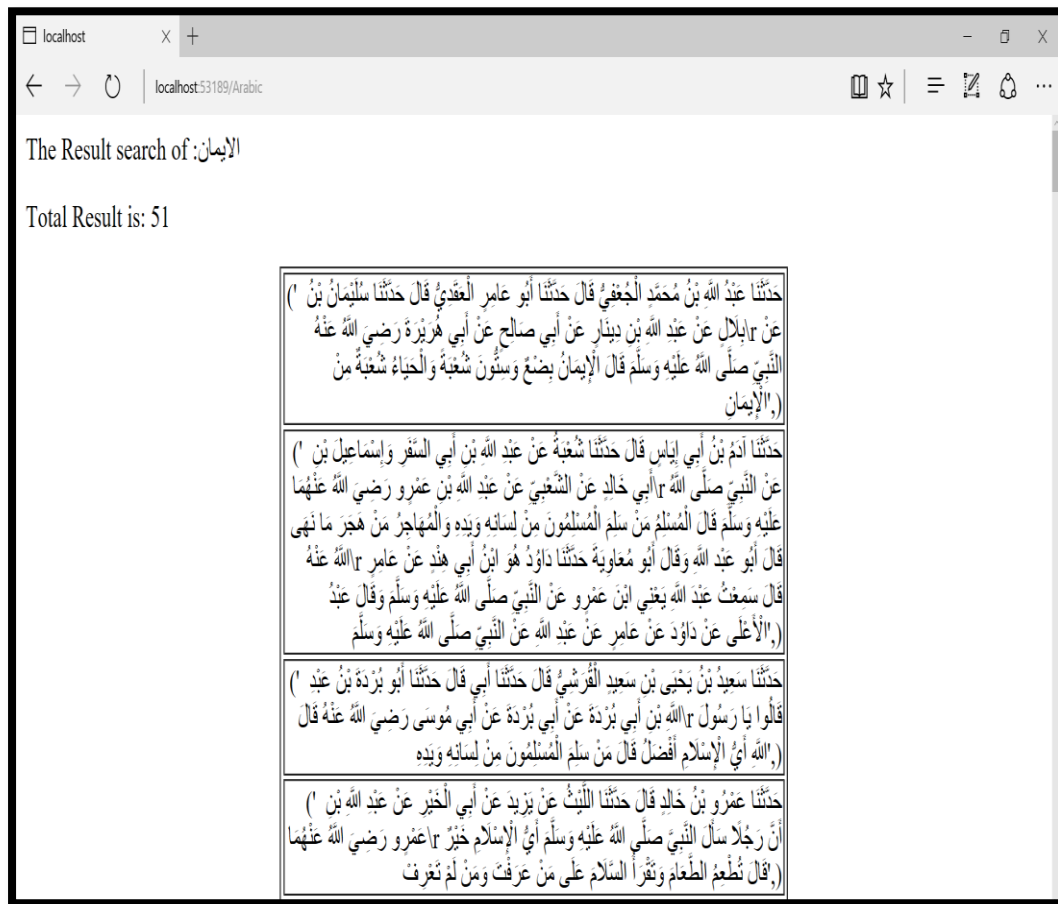 localhost
localhost:53189/Arabic
The Result search of :الايمان
Total Result is: 51
حَدَّثَنَا عَبْدُ اللَّهِ بْنُ مُحَمَّدٍ الْجُعْفِيُّ قَالَ حَدَّثَنَا أَبُو عَامِرٍ الْعَقَدِيُّ قَالَ حَدَّثَنَا سُلَيْمَانُ بْنُ ')
بِلَالٍ عَنْ عَبْدِ اللَّهِ بْنِ دِينَارٍ عَنْ أَبِي صَالِحٍ عَنْ أَبِي هُرَيْرَةَ رَضِيَ اللَّهُ عَنْهُ\r عَنْ
النَّبِيِّ صَلَّى اللَّهُ عَلَيْهِ وَسَلَّمَ قَالَ الْإِيمَانُ بِضْعٌ وَسِتُّونَ شُعْبَةً وَالْحَيَاءُ شُعْبَةٌ مِنْ
الْإِيمَانِ',)
حَدَّثَنَا آدَمُ بْنُ أَبِي إِيَاسٍ قَالَ حَدَّثَنَا شُعْبَةُ عَنْ عَبْدِ اللَّهِ بْنِ أَبِي السَّفَرِ وَإِسْمَاعِيلَ بْنِ ')
أَبِي خَالِدٍ عَنْ الشَّعْبِيِّ عَنْ عَبْدِ اللَّهِ بْنِ عَمْرٍو رَضِيَ اللَّهُ عَنْهُمَا\r عَنْ النَّبِيِّ صَلَّى اللَّهُ
عَلَيْهِ وَسَلَّمَ قَالَ الْمُسْلِمُ مَنْ سَلِمَ الْمُسْلِمُونَ مِنْ لِسَانِهِ وَيَدِهِ وَالْمُهَاجِرُ مَنْ هَجَرَ مَا نَهَى
اللَّهُ عَنْهُ\r قَالَ أَبُو عَبْد اللَّهِ وَقَالَ أَبُو مُعَاوِيَةَ حَدَّثَنَا دَاوُدُ هُوَ ابْنُ أَبِي هِنْدٍ عَنْ عَامِرٍ
قَالَ سَمِعْتُ عَبْدَ اللَّهِ يَعْنِي ابْنَ عَمْرٍو عَنْ النَّبِيِّ صَلَّى اللَّهُ عَلَيْهِ وَسَلَّمَ وَقَالَ عَبْدُ
الْأَعْلَى عَنْ دَاوُدَ عَنْ عَامِرٍ عَنْ عَبْدِ اللَّهِ عَنْ النَّبِيِّ صَلَّى اللَّهُ عَلَيْهِ وَسَلَّمَ',)
حَدَّثَنَا سَعِيدُ بْنُ يَحْيَى بْنِ سَعِيدٍ الْقُرَشِيُّ قَالَ حَدَّثَنَا أَبِي قَالَ حَدَّثَنَا أَبُو بُرْدَةَ بْنُ عَبْدِ ')
اللَّهِ بْنِ أَبِي بُرْدَةَ عَنْ أَبِي بُرْدَةَ عَنْ أَبِي مُوسَى رَضِيَ اللَّهُ عَنْهُ قَالَ\r قَالُوا يَا رَسُولَ
اللَّهِ أَيُّ الْإِسْلَامِ أَفْضَلُ قَالَ مَنْ سَلِمَ الْمُسْلِمُونَ مِنْ لِسَانِهِ وَيَدِهِ',)
حَدَّثَنَا عَمْرُو بْنُ خَالِدٍ قَالَ حَدَّثَنَا اللَّيْثُ عَنْ يَزِيدَ عَنْ أَبِي الْخَيْرِ عَنْ عَبْدِ اللَّهِ بْنِ ')
عَمْرٍو رَضِيَ اللَّهُ عَنْهُمَا\r أَنَّ رَجُلًا سَأَلَ النَّبِيَّ صَلَّى اللَّهُ عَلَيْهِ وَسَلَّمَ أَيُّ الْإِسْلَامِ خَيْرٌ
قَالَ تُطْعِمُ الطَّعَامَ وَتَقْرَأُ السَّلَامَ عَلَى مَنْ عَرَفْتَ وَمَنْ لَمْ تَعْرِفْ',)